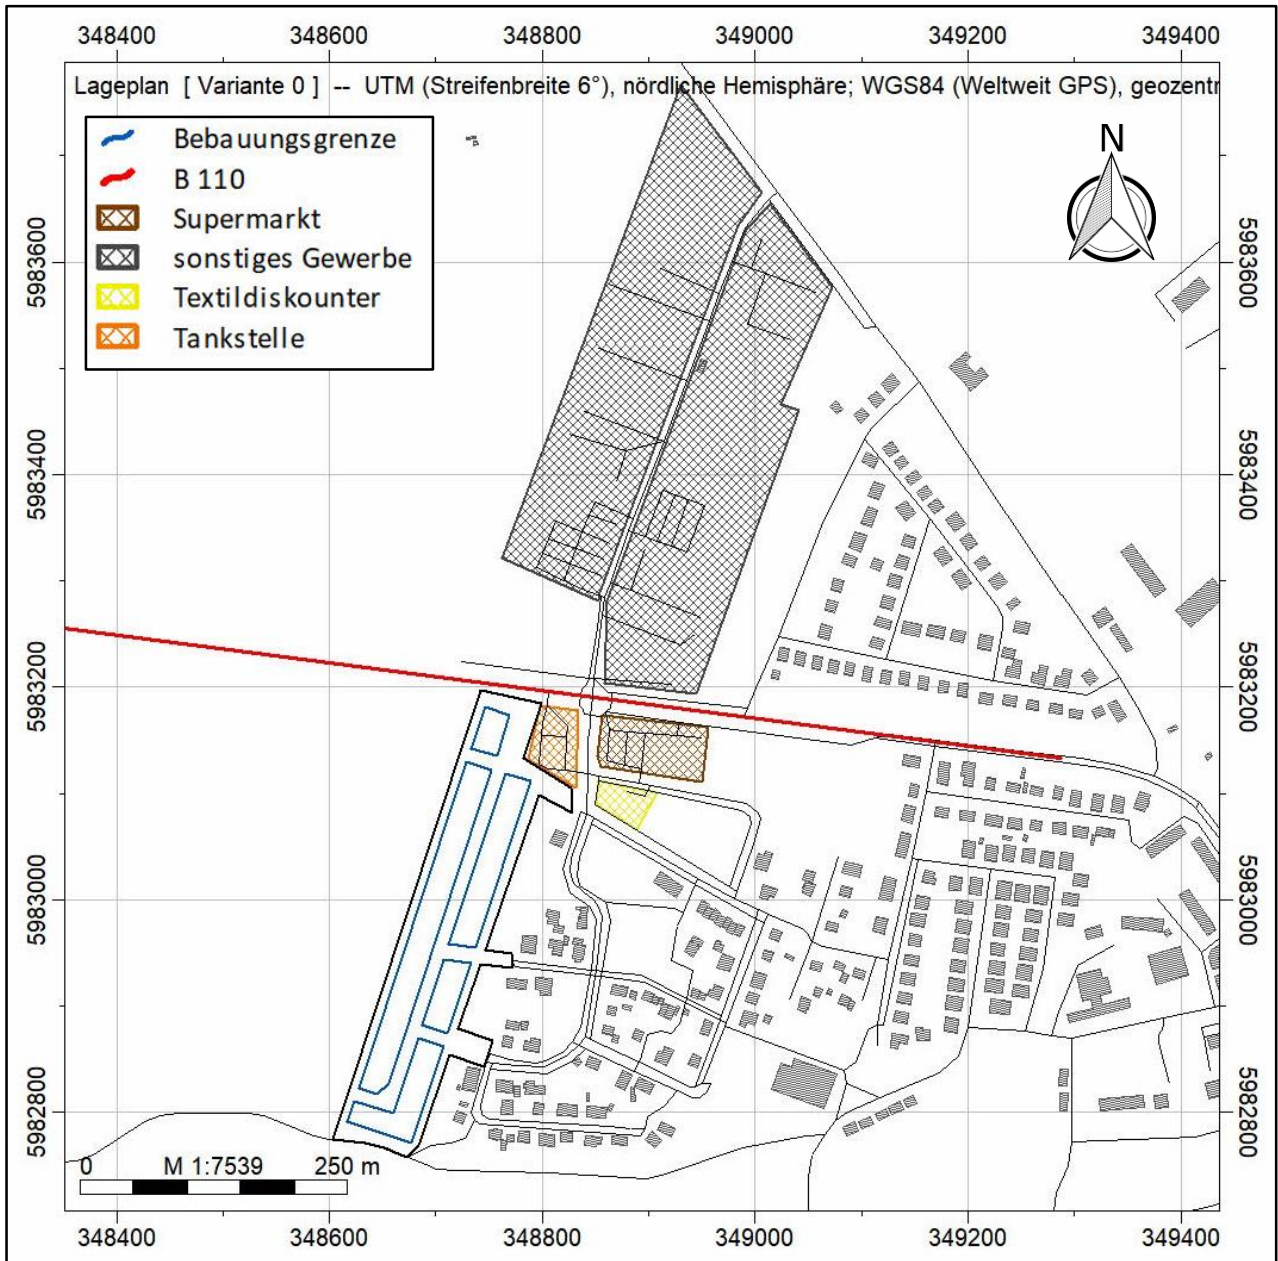 348400 348600 348800 349000 349200 349400
Lageplan [ Variante 0 ] -- UTM (Streifenbreite 6°), nördliche Hemisphäre; WGS84 (Weltweit GPS), geozentr
Bebauungsgrenze
B 110
Supermarkt
sonstiges Gewerbe
Textildiskounter
Tankstelle
N
5983600 5983600
5983400 5983400
5983200 5983200
5983000 5983000
5982800 5982800
0 M 1:7539 250 m
348400 348600 348800 349000 349200 349400